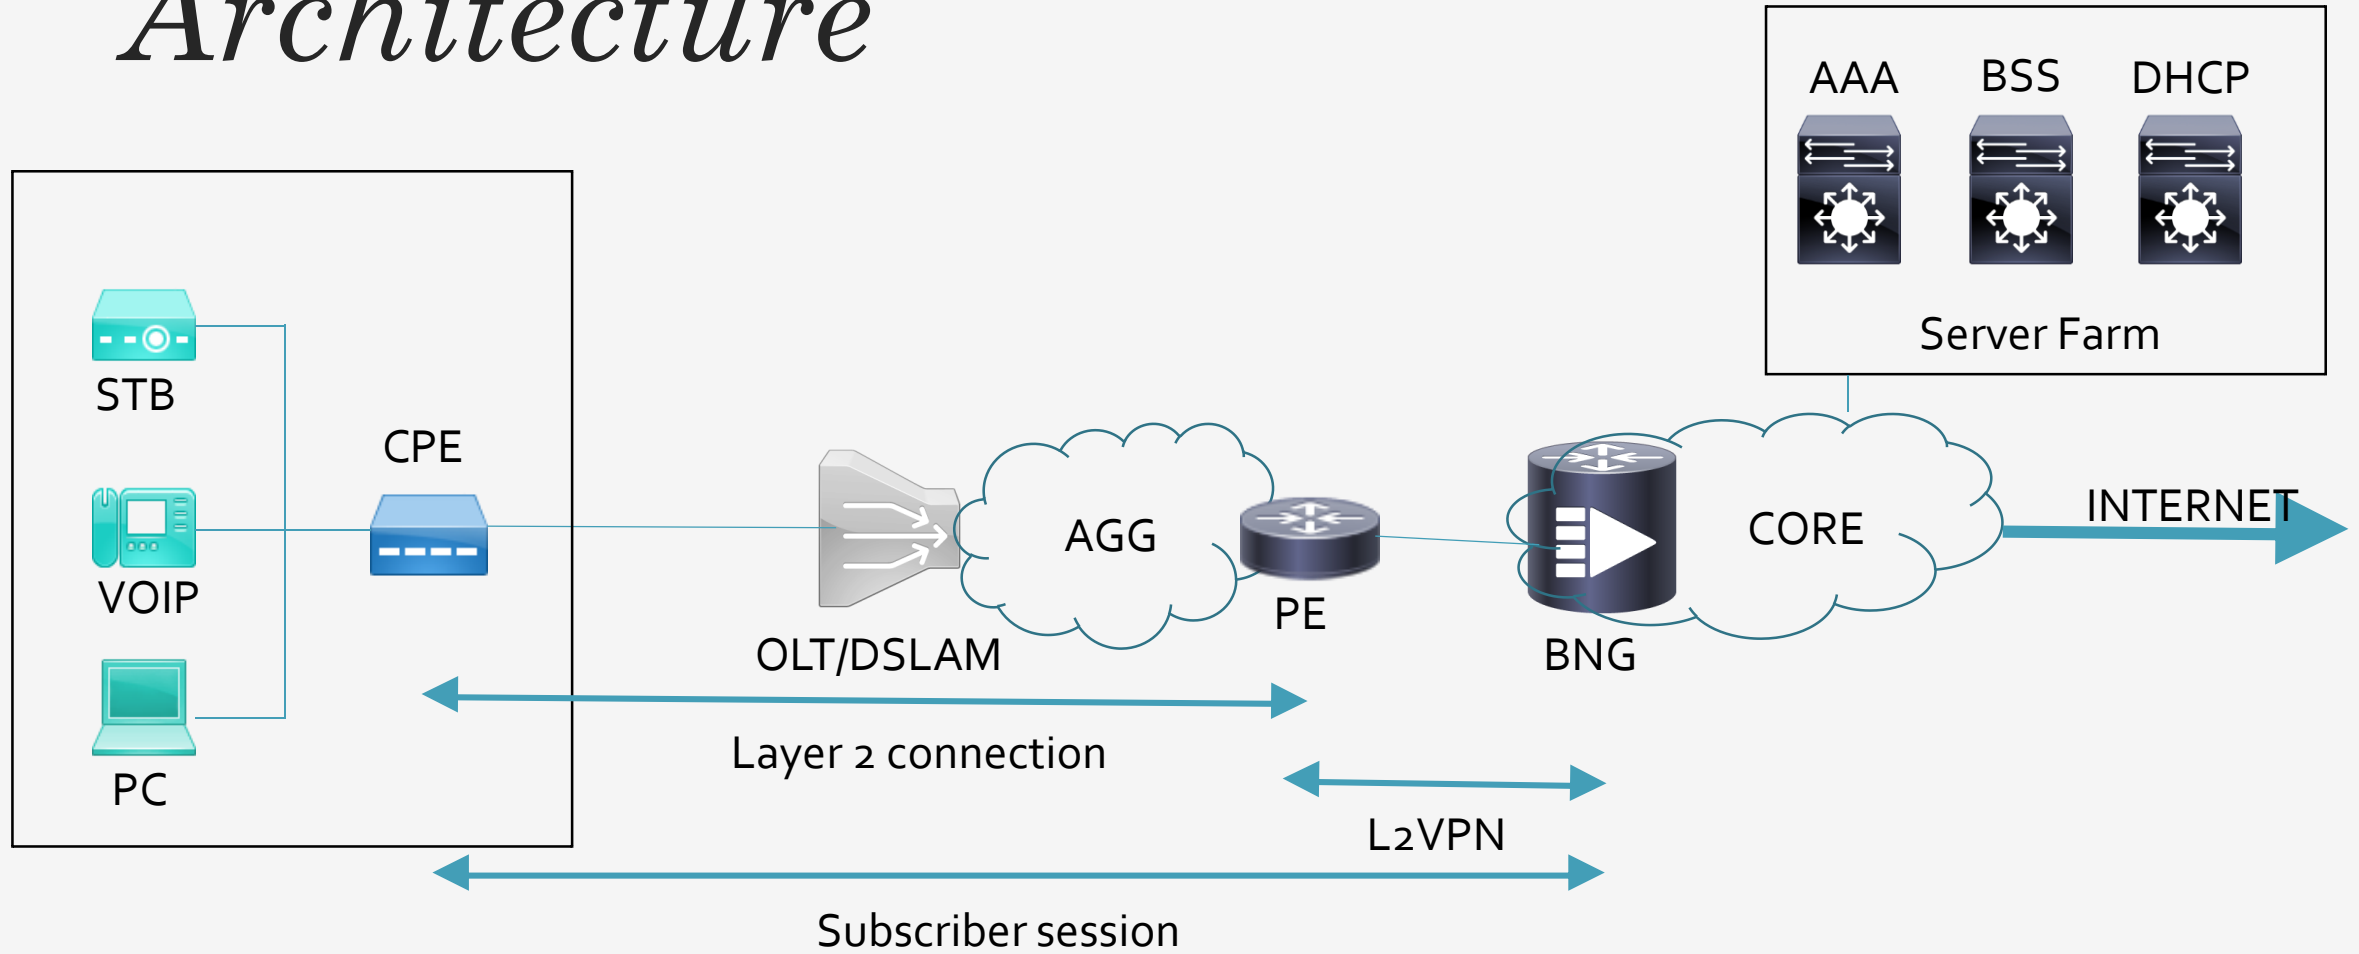 Architecture
AAA
BSS
DHCP
Server Farm
STB
CPE
VOIP
PC
OLT/DSLAM
AGG
PE
BNG
CORE
INTERNET
Layer 2 connection
L2VPN
Subscriber session